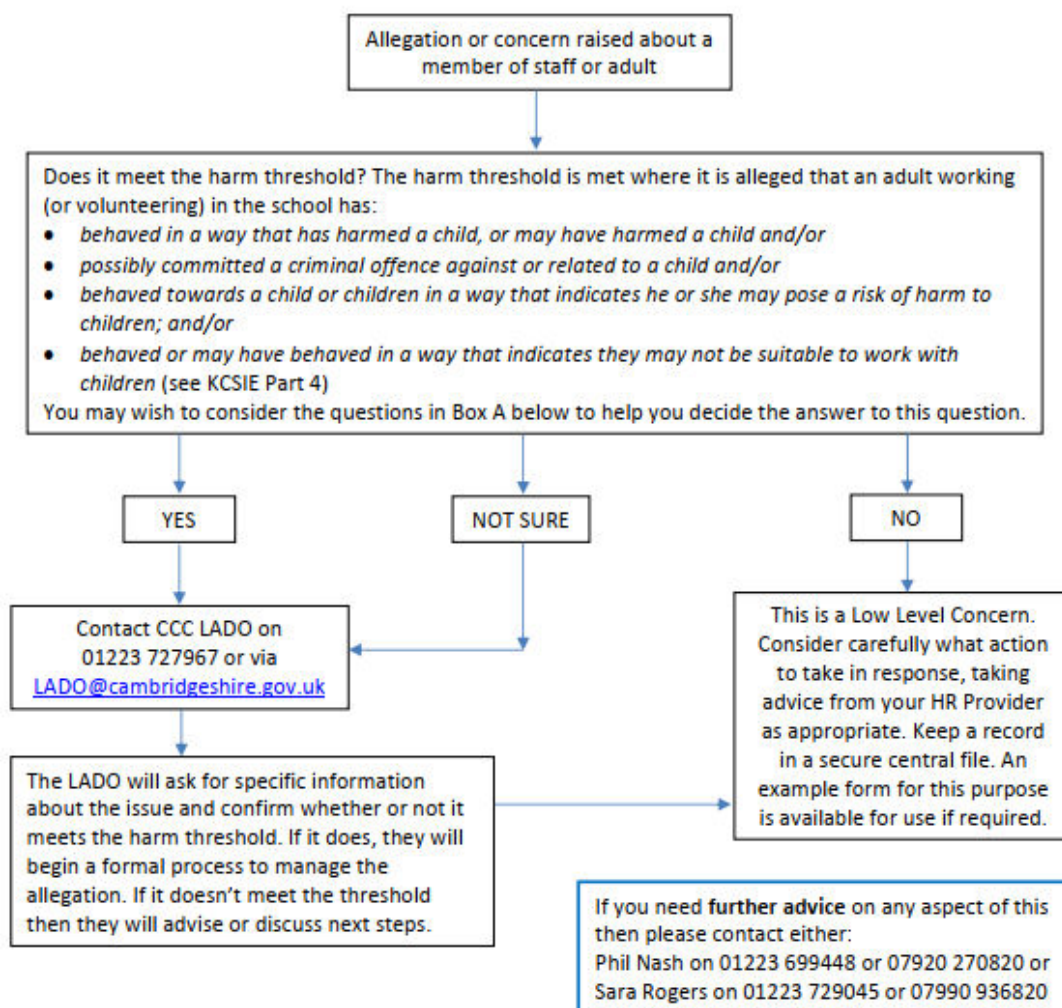 Allegation or concern raised about a
member of staff or adult
Does it meet the harm threshold? The harm threshold is met where it is alleged that an adult working
(or volunteering) in the school has:
• behaved in a way that has harmed a child, or may have harmed a child and/or
• possibly committed a criminal offence against or related to a child and/or
• behaved towards a child or children in a way that indicates he or she may pose a risk of harm to
children; and/or
• behaved or may have behaved in a way that indicates they may not be suitable to work with
children (see KCSIE Part 4)
You may wish to consider the questions in Box A below to help you decide the answer to this question.
YES
NOT SURE
NO
Contact CCC LADO on
01223 727967 or via
LADO@cambridgeshire.gov.uk
This is a Low Level Concern.
Consider carefully what action
to take in response, taking
advice from your HR Provider
as appropriate. Keep a record
in a secure central file. An
example form for this purpose
is available for use if required.
The LADO will ask for specific information
about the issue and confirm whether or not it
meets the harm threshold. If it does, they will
begin a formal process to manage the
allegation. If it doesn't meet the threshold
then they will advise or discuss next steps.
If you need further advice on any aspect of this
then please contact either:
Phil Nash on 01223 699448 or 07920 270820 or
Sara Rogers on 01223 729045 or 07990 936820